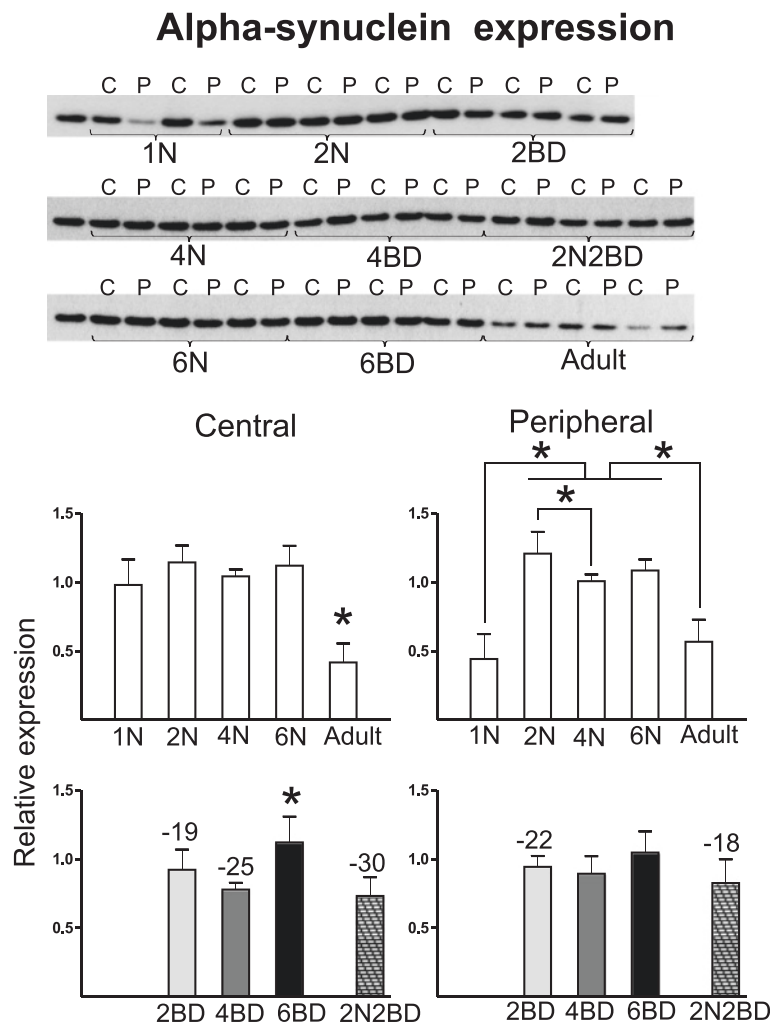 Alpha-synuclein expression
C P C P C P C P C P C P C P C P
1N 2N 2BD
C P C P C P C P C P C P C P C P C P
4N 4BD 2N2BD
C P C P C P C P C P C P C P C P C P
6N 6BD Adult
Central Peripheral
* *
*
1.5 1.5
1.0 1.0
*
0.5 0.5
1N 2N 4N 6N Adult 1N 2N 4N 6N Adult
Relative expression
1.5 1.5
*
-19 -22 -18
-25 -30
1.0 1.0
0.5 0.5
2BD 4BD 6BD 2N2BD 2BD 4BD 6BD 2N2BD